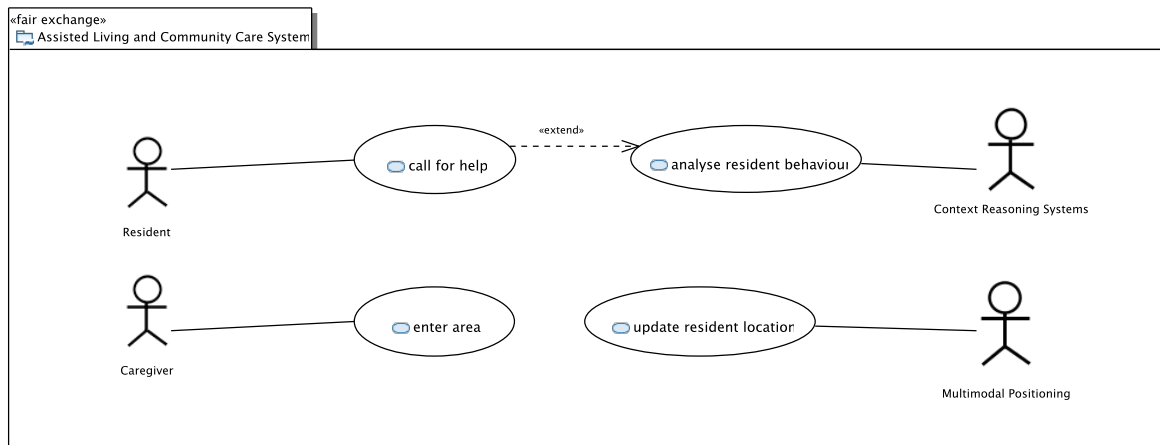 «fair exchange»
Assisted Living and Community Care System
«extend»
call for help
analyse resident behaviour
Resident
Context Reasoning Systems
enter area
update resident location
Caregiver
Multimodal Positioning